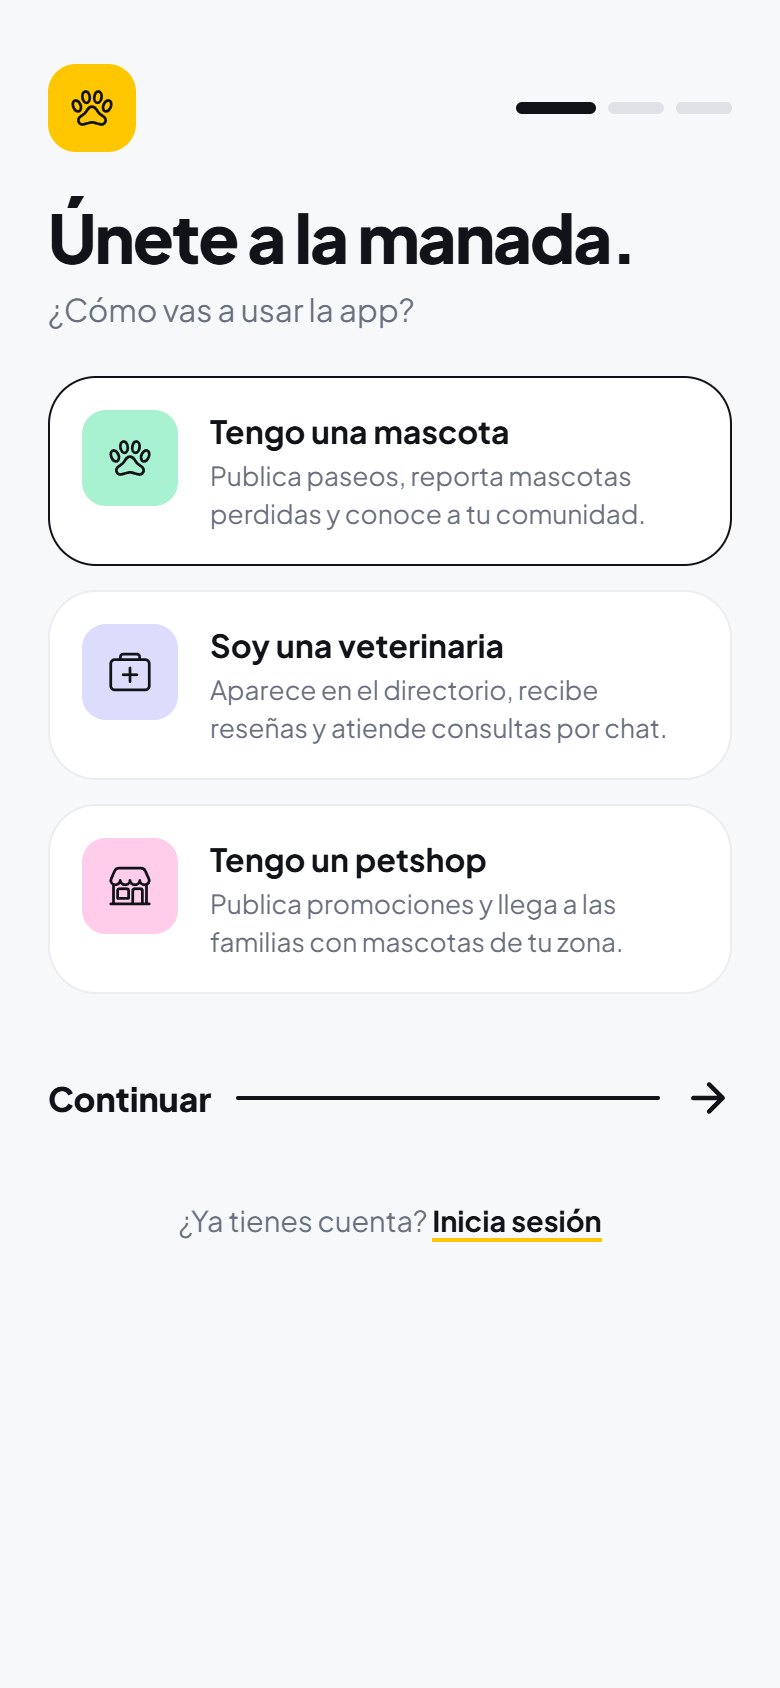 Únete a la manada.
¿Cómo vas a usar la app?
Tengo una mascota
Publica paseos, reporta mascotas
perdidas y conoce a tu comunidad.
Soy una veterinaria
Aparece en el directorio, recibe
reseñas y atiende consultas por chat.
Tengo un petshop
Publica promociones y llega a las
familias con mascotas de tu zona.
Continuar
¿Ya tienes cuenta? Inicia sesión